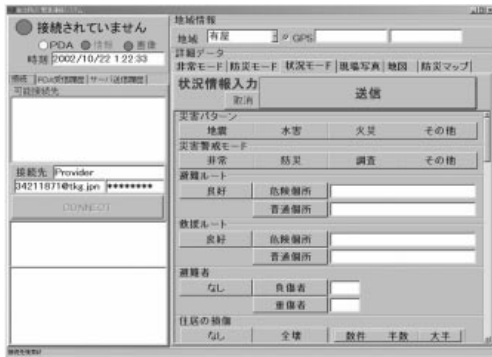 接続されていません
PDA 情報 画像
時刻 2002/10/22 1:22:33
接続 PDA受信履歴 サーバ送信履歴
可能接続先
接続先 Provider
34211871@tkg.jpn ********
CONNECT
地域情報
地域 有屋 GPS
詳細データ
非常モード 防災モード 状況モード 現場写真 地図 防災マップ
状況情報入力
取消
送信
災害パターン
地震 水害 火災 その他
災害警戒モード
非常 防災 調査 その他
避難ルート
良好 危険個所
普通個所
救援ルート
良好 危険個所
普通個所
避難者
なし 負傷者
重傷者
住居の損傷
なし 全壊 数件 半数 大半